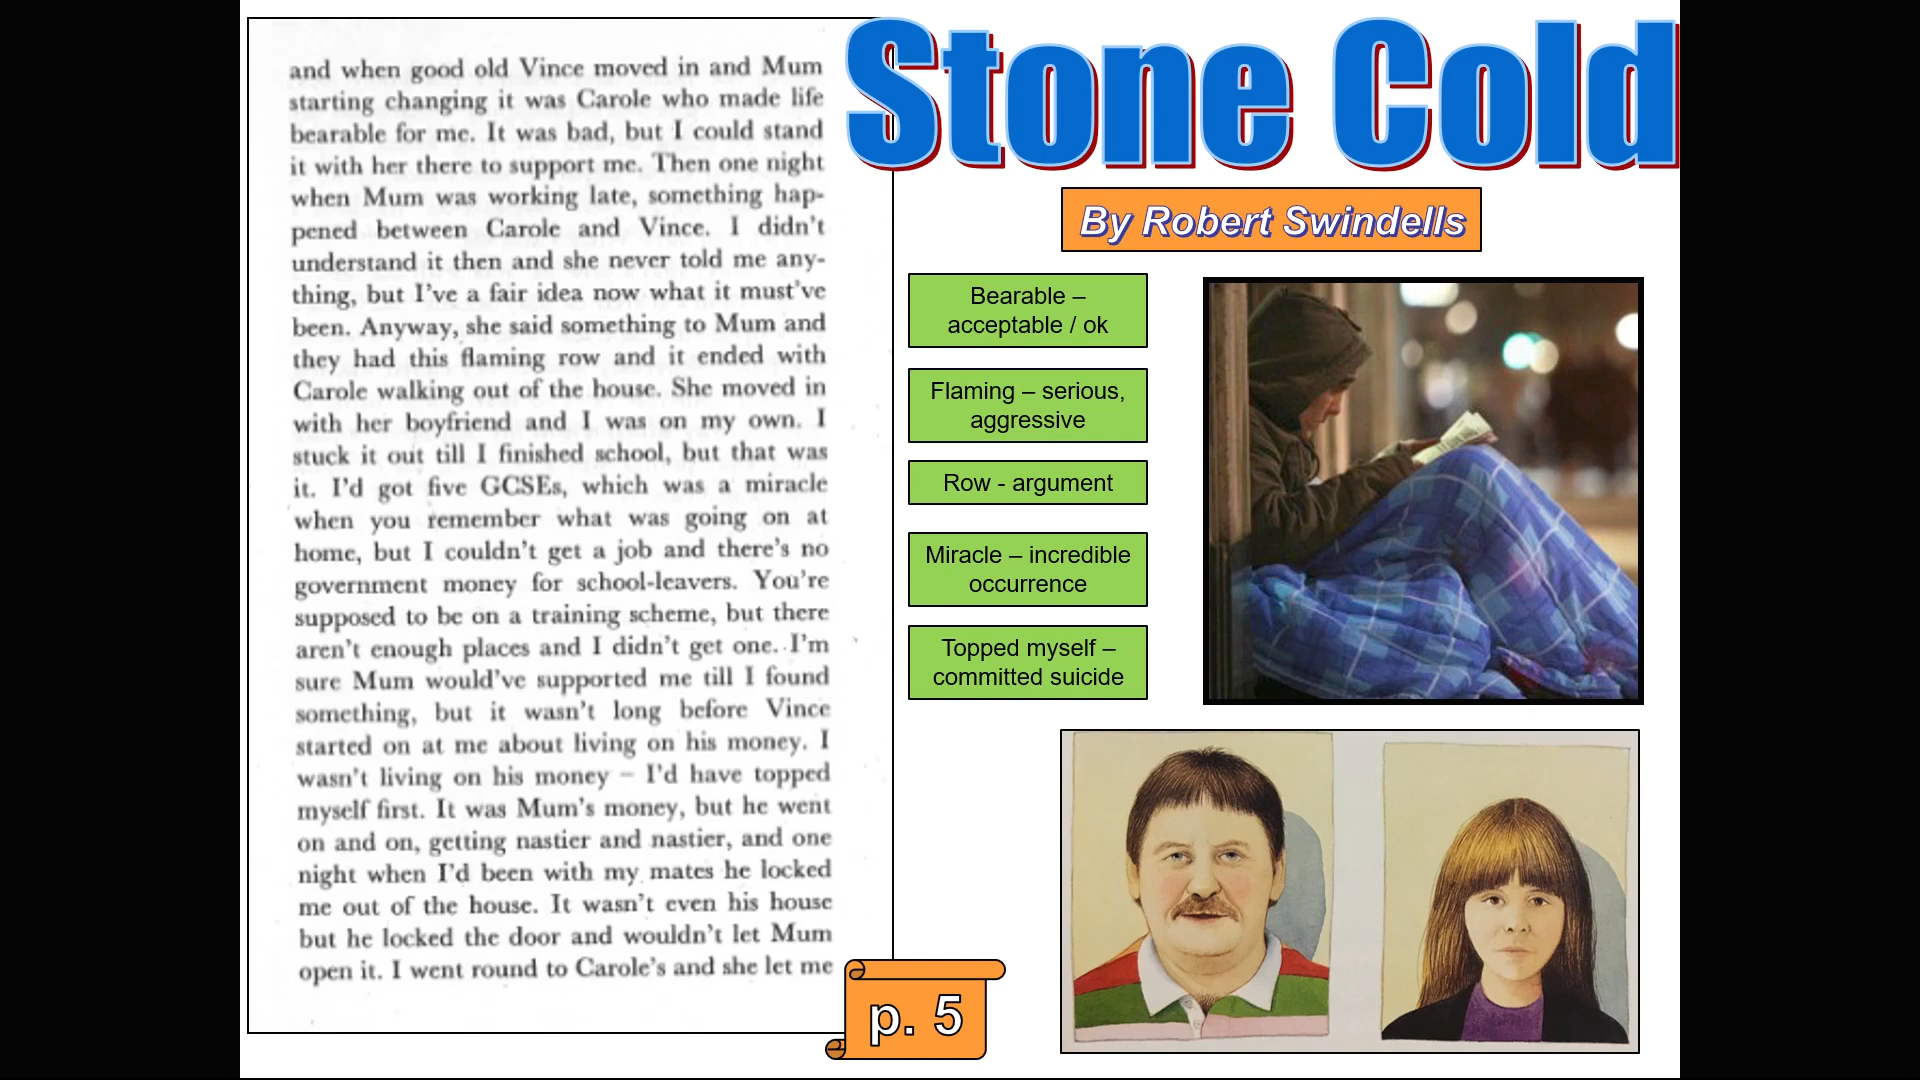 Stone Cold
By Robert Swindells
and when good old Vince moved in and Mum
starting changing it was Carole who made life
bearable for me. It was bad, but I could stand
it with her there to support me. Then one night
when Mum was working late, something hap-
pened between Carole and Vince. I didn't
understand it then and she never told me any-
thing, but I've a fair idea now what it must've
been. Anyway, she said something to Mum and
they had this flaming row and it ended with
Carole walking out of the house. She moved in
with her boyfriend and I was on my own. I
stuck it out till I finished school, but that was
it. I'd got five GCSEs, which was a miracle
when you remember what was going on at
home, but I couldn't get a job and there's no
government money for school-leavers. You're
supposed to be on a training scheme, but there
aren't enough places and I didn't get one. I'm
sure Mum would've supported me till I found
something, but it wasn't long before Vince
started on at me about living on his money. I
wasn't living on his money – I'd have topped
myself first. It was Mum's money, but he went
on and on, getting nastier and nastier, and one
night when I'd been with my mates he locked
me out of the house. It wasn't even his house
but he locked the door and wouldn't let Mum
open it. I went round to Carole's and she let me
Bearable –
acceptable / ok
Flaming – serious,
aggressive
Row - argument
Miracle – incredible
occurrence
Topped myself –
committed suicide
p. 5